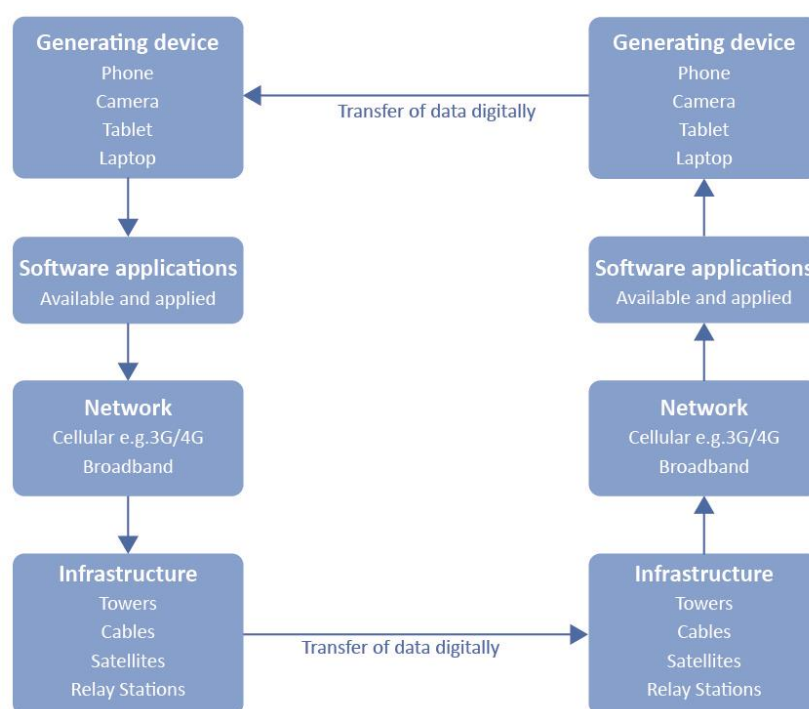 Generating device
Phone
Camera
Tablet
Laptop
Transfer of data digitally
Generating device
Phone
Camera
Tablet
Laptop
Software applications
Available and applied
Software applications
Available and applied
Network
Cellular e.g.3G/4G
Broadband
Network
Cellular e.g.3G/4G
Broadband
Infrastructure
Towers
Cables
Satellites
Relay Stations
Transfer of data digitally
Infrastructure
Towers
Cables
Satellites
Relay Stations